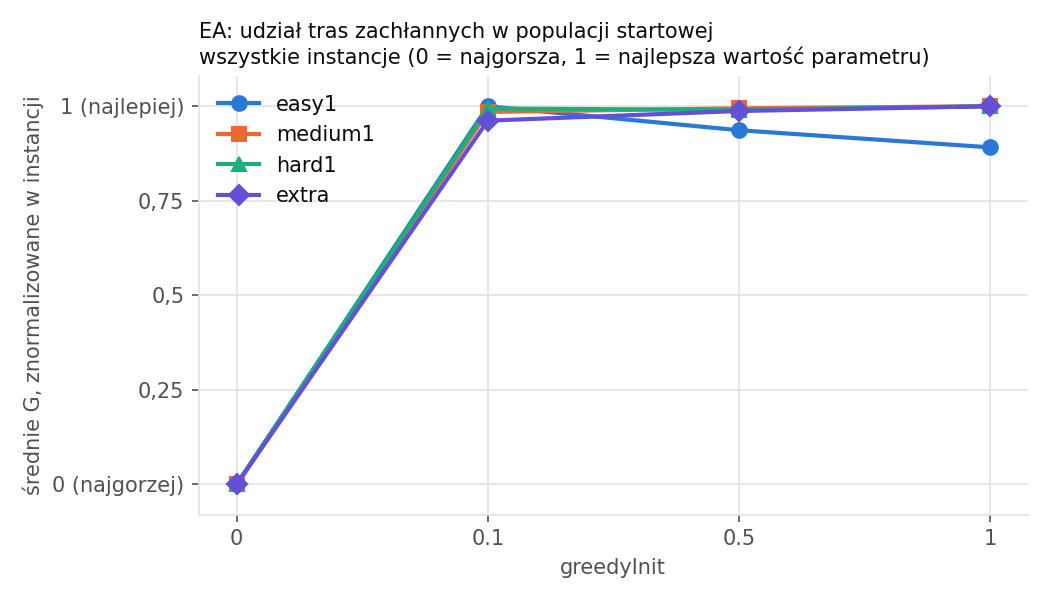 EA: udział tras zachłannych w populacji startowej
wszystkie instancje (0 = najgorsza, 1 = najlepsza wartość parametru)
średnie G, znormalizowane w instancji
1 (najlepiej)
0,75
0,5
0,25
0 (najgorzej)
easy1
medium1
hard1
extra
0
0.1
0.5
1
greedyInit